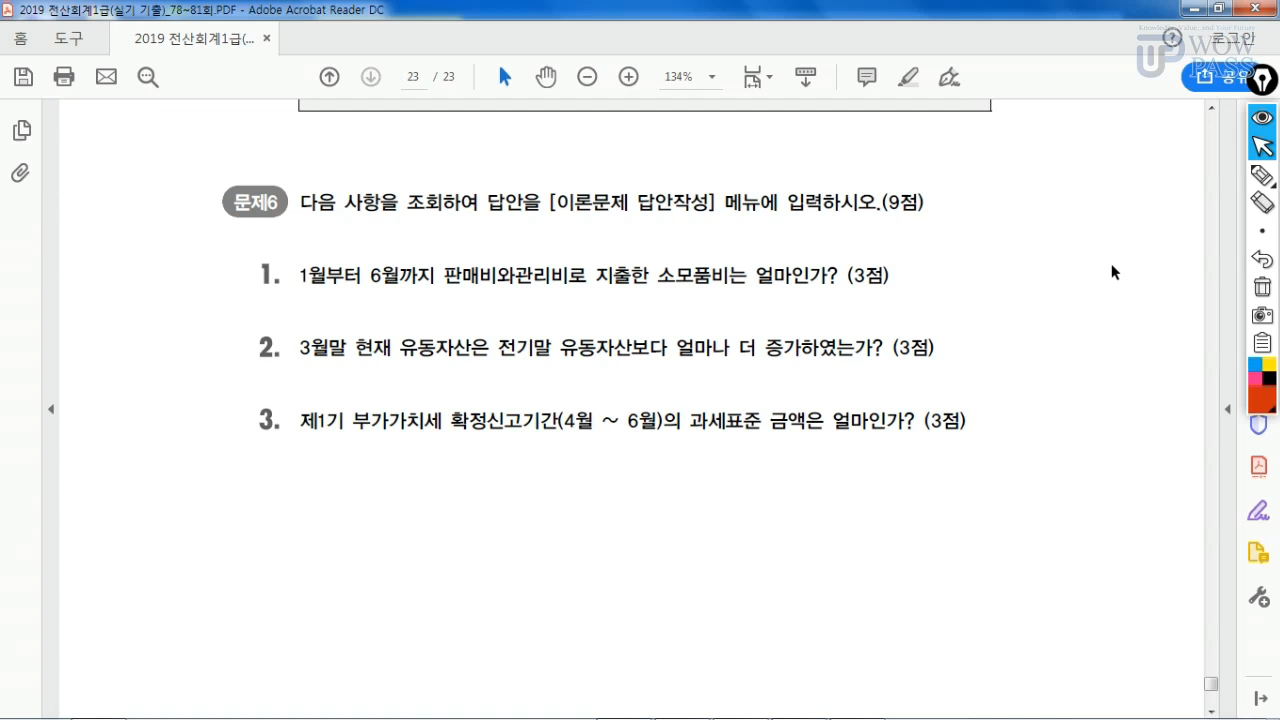 2019 전산회계1급(실기 기출)_78~81회.PDF - Adobe Acrobat Reader DC
홈 도구 2019 전산회계1급(... × ? 로그인
Knowledge, Value, and Your Future
UP WOW PASS
23 / 23 134% 공유
문제6 다음 사항을 조회하여 답안을 [이론문제 답안작성] 메뉴에 입력하시오.(9점)
1. 1월부터 6월까지 판매비와관리비로 지출한 소모품비는 얼마인가? (3점)
2. 3월말 현재 유동자산은 전기말 유동자산보다 얼마나 더 증가하였는가? (3점)
3. 제1기 부가가치세 확정신고기간(4월 ～ 6월)의 과세표준 금액은 얼마인가? (3점)